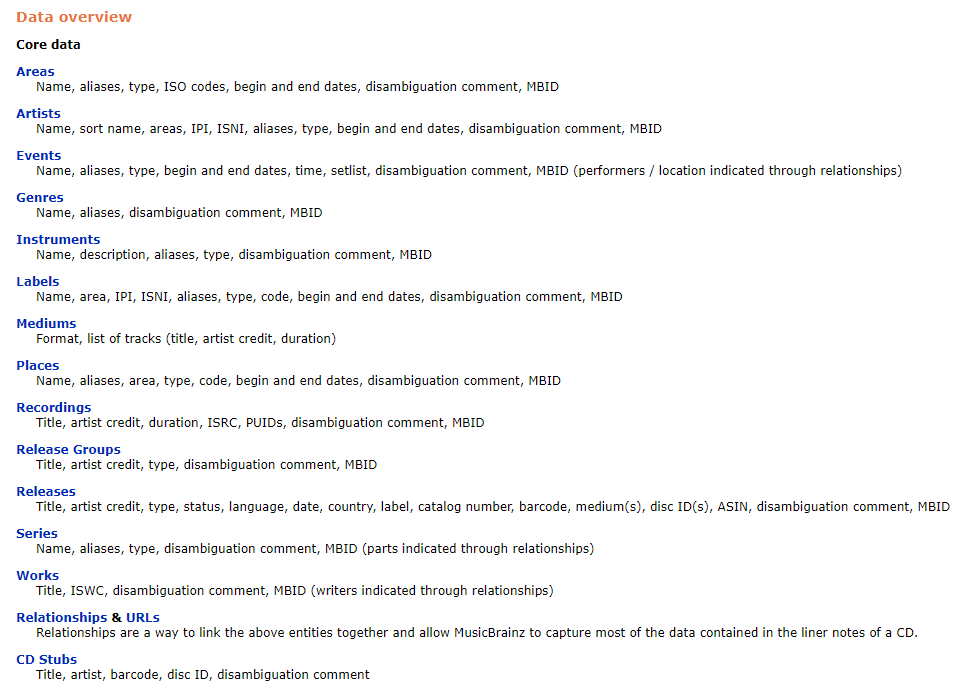 Data overview
Core data
Areas
Name, aliases, type, ISO codes, begin and end dates, disambiguation comment, MBID
Artists
Name, sort name, areas, IPI, ISNI, aliases, type, begin and end dates, disambiguation comment, MBID
Events
Name, aliases, type, begin and end dates, time, setlist, disambiguation comment, MBID (performers / location indicated through relationships)
Genres
Name, aliases, disambiguation comment, MBID
Instruments
Name, description, aliases, type, disambiguation comment, MBID
Labels
Name, area, IPI, ISNI, aliases, type, code, begin and end dates, disambiguation comment, MBID
Mediums
Format, list of tracks (title, artist credit, duration)
Places
Name, aliases, area, type, code, begin and end dates, disambiguation comment, MBID
Recordings
Title, artist credit, duration, ISRC, PUIDs, disambiguation comment, MBID
Release Groups
Title, artist credit, type, disambiguation comment, MBID
Releases
Title, artist credit, type, status, language, date, country, label, catalog number, barcode, medium(s), disc ID(s), ASIN, disambiguation comment, MBID
Series
Name, aliases, type, disambiguation comment, MBID (parts indicated through relationships)
Works
Title, ISWC, disambiguation comment, MBID (writers indicated through relationships)
Relationships & URLs
Relationships are a way to link the above entities together and allow MusicBrainz to capture most of the data contained in the liner notes of a CD.
CD Stubs
Title, artist, barcode, disc ID, disambiguation comment